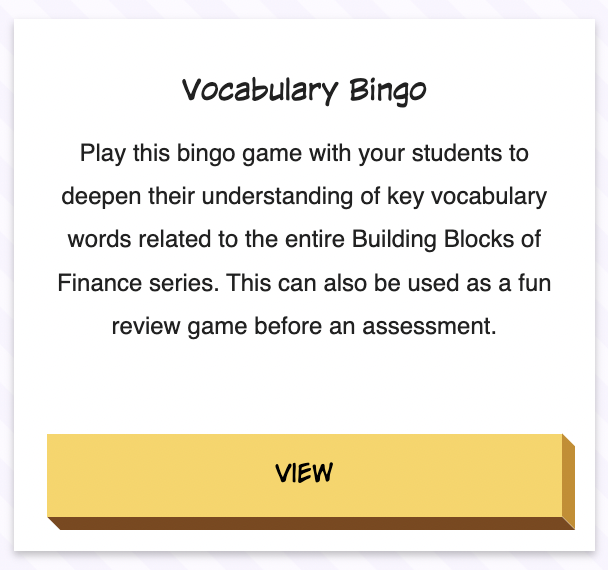 Vocabulary Bingo
Play this bingo game with your students to
deepen their understanding of key vocabulary
words related to the entire Building Blocks of
Finance series. This can also be used as a fun
review game before an assessment.
VIEW